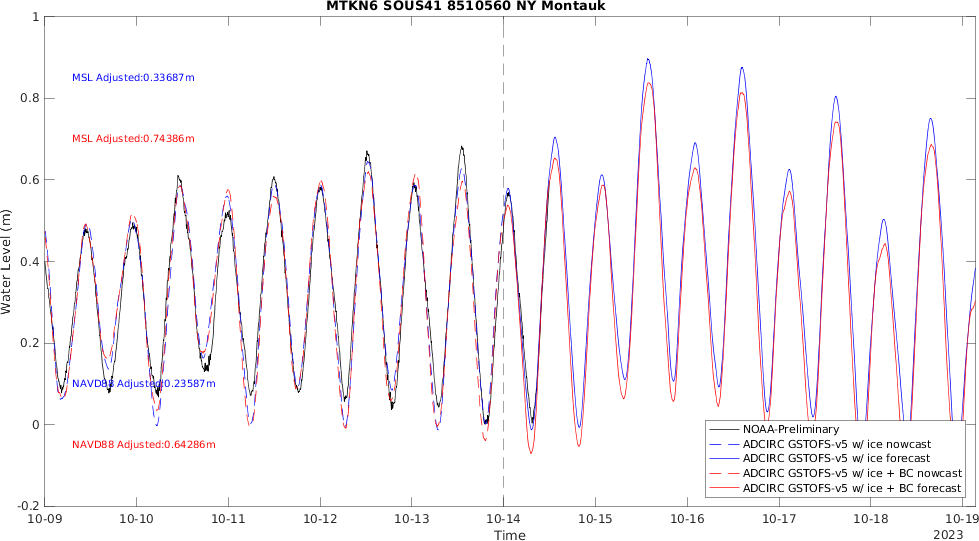 MTKN6 SOUS41 8510560 NY Montauk
1
MSL Adjusted:0.33687m
0.8
MSL Adjusted:0.74386m
0.6
Water Level (m)
0.4
0.2
NAVD88 Adjusted:0.23587m
0
NAVD88 Adjusted:0.64286m
NOAA-Preliminary
ADCIRC GSTOFS-v5 w/ ice nowcast
ADCIRC GSTOFS-v5 w/ ice forecast
ADCIRC GSTOFS-v5 w/ ice + BC nowcast
ADCIRC GSTOFS-v5 w/ ice + BC forecast
-0.2
10-09 10-10 10-11 10-12 10-13 10-14 10-15 10-16 10-17 10-18 10-19
Time 2023